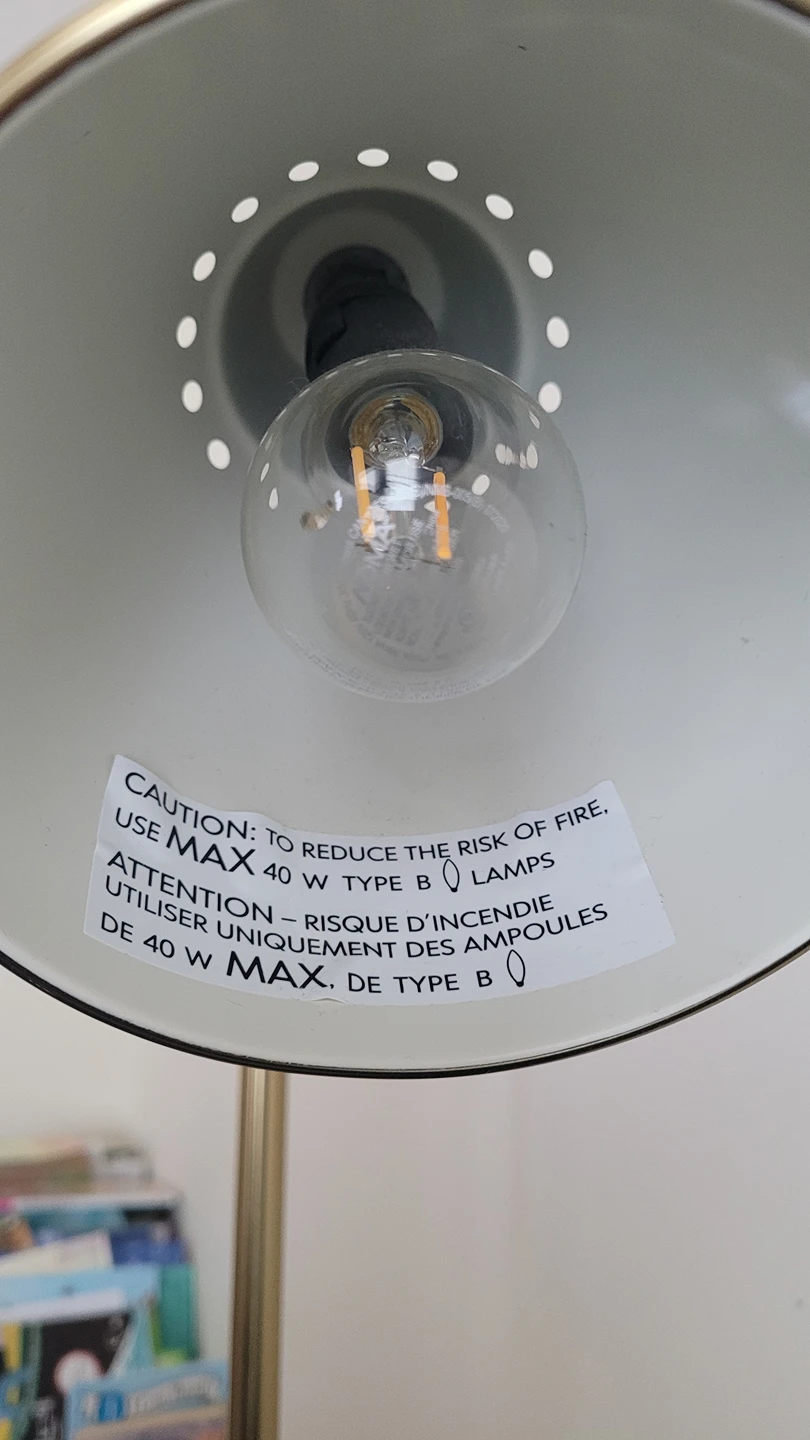 CAUTION: TO REDUCE THE RISK OF FIRE,
USE MAX 40 W TYPE B LAMPS
ATTENTION – RISQUE D'INCENDIE
UTILISER UNIQUEMENT DES AMPOULES
DE 40 W MAX. DE TYPE B